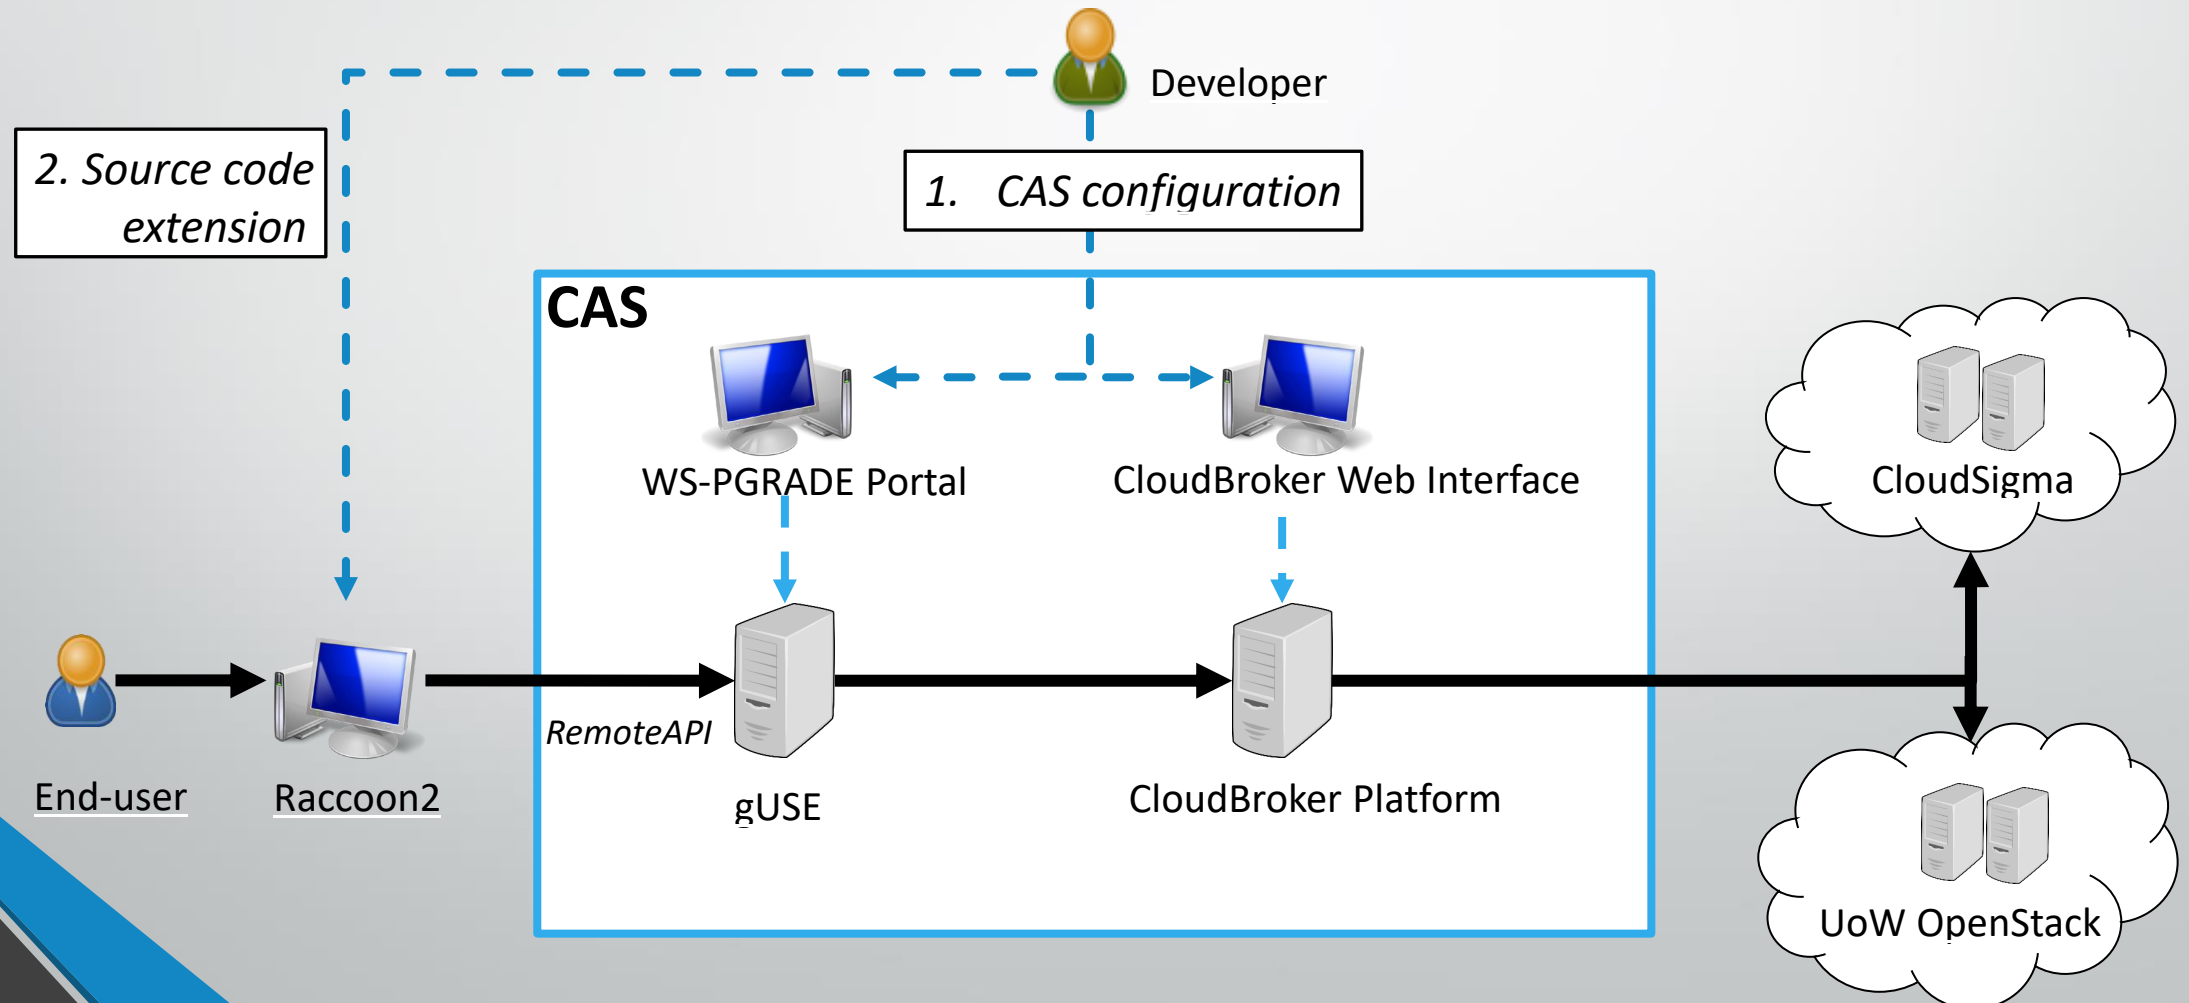 Developer
2. Source code
extension
1. CAS configuration
CAS
WS-PGRADE Portal
CloudBroker Web Interface
CloudSigma
RemoteAPI
End-user
Raccoon2
gUSE
CloudBroker Platform
UoW OpenStack